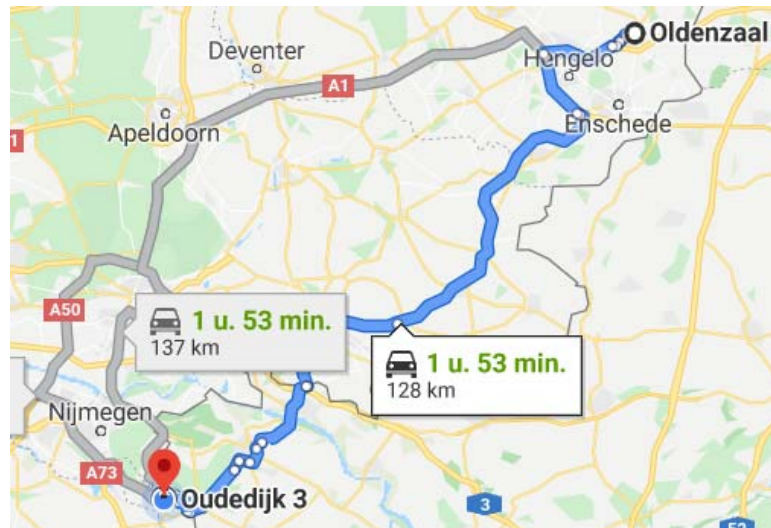 Oldenzaal
Deventer
Hengelo
A1
Enschede
Apeldoorn
1
A50
1 u. 53 min.
137 km
1 u. 53 min.
128 km
Nijmegen
A73
Oudedijk 3
3